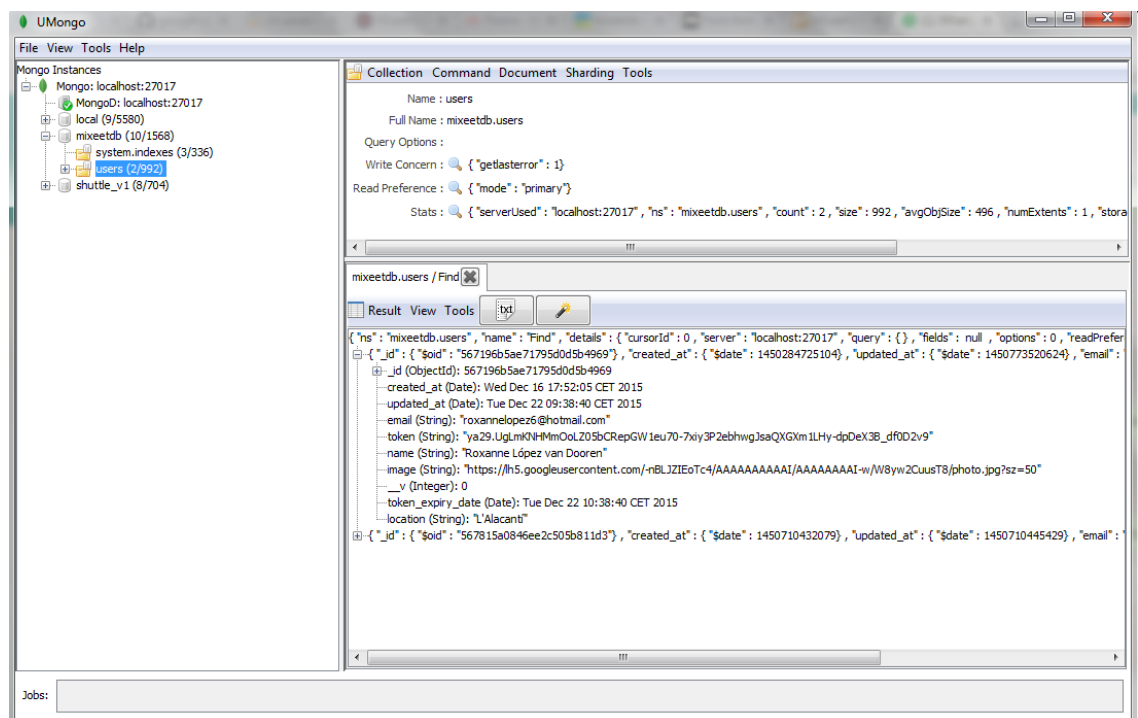 UMongo
File View Tools Help
Mongo Instances
Mongo: localhost:27017
MongoD: localhost:27017
local (9/5580)
mixeetdb (10/1568)
system.indexes (3/336)
users (2/992)
shuttle_v1 (8/704)
Collection Command Document Sharding Tools
Name : users
Full Name : mixeetdb.users
Query Options :
Write Concern : { "getlasterror" : 1}
Read Preference : { "mode" : "primary"}
Stats : { "serverUsed" : "localhost:27017" , "ns" : "mixeetdb.users" , "count" : 2 , "size" : 992 , "avgObjSize" : 496 , "numExtents" : 1 , "stora
mixeetdb.users / Find
Result View Tools txt
{ "ns" : "mixeetdb.users" , "name" : "Find" , "details" : { "cursorId" : 0 , "server" : "localhost:27017" , "query" : { } , "fields" : null , "options" : 0 , "readPrefer
{ "_id" : { "$oid" : "567196b5ae71795d0d5b4969"} , "created_at" : { "$date" : 1450284725104} , "updated_at" : { "$date" : 1450773520624} , "email" : "
_id (ObjectId): 567196b5ae71795d0d5b4969
created_at (Date): Wed Dec 16 17:52:05 CET 2015
updated_at (Date): Tue Dec 22 09:38:40 CET 2015
email (String): "roxannelopez6@hotmail.com"
token (String): "ya29.UgLmKNHMmOoLZ05bCRepGW1eu70-7xiy3P2ebhwgJsaQXGXm1LHy-dpDeX3B_df0D2v9"
name (String): "Roxanne López van Dooren"
image (String): "https://lh5.googleusercontent.com/-nBLJZIEoTc4/AAAAAAAAAAI/AAAAAAAAAI-w/W8yw2CuusT8/photo.jpg?sz=50"
__v (Integer): 0
token_expiry_date (Date): Tue Dec 22 10:38:40 CET 2015
location (String): "L'Alacantí"
{ "_id" : { "$oid" : "567815a0846ee2c505b811d3"} , "created_at" : { "$date" : 1450710432079} , "updated_at" : { "$date" : 1450710445429} , "email" : "
Jobs: